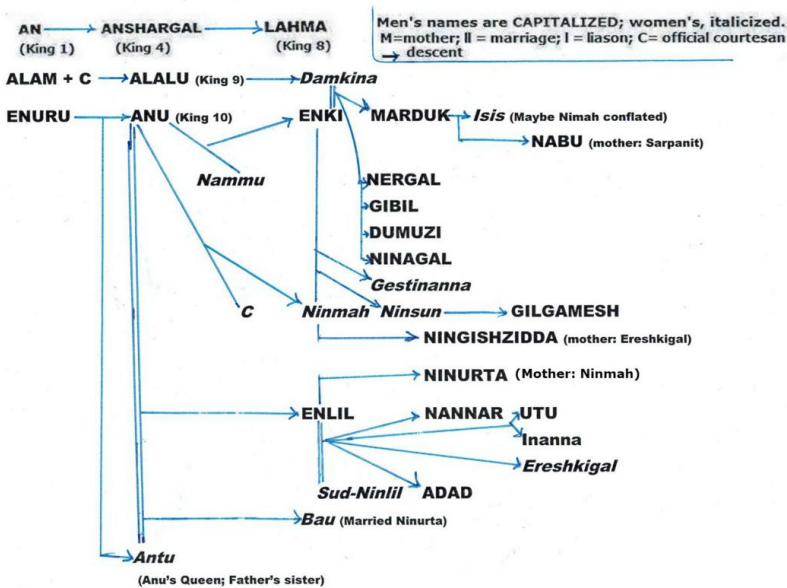 AN ANSHARGAL LAHMA
(King 1) (King 4) (King 8)
Men's names are CAPITALIZED; women's, italicized.
M=mother; ll = marriage; l = liason; C= official courtesan
descent
ALAM + C ALALU (King 9) Damkina
ENURU ANU (King 10) ENKI MARDUK Isis (Maybe Nimah conflated)
NABU (mother: Sarpanit)
Nammu NERGAL
GIBIL
DUMUZI
NINAGAL
Gestinanna
C Ninmah Ninsun GILGAMESH
NINGISHZIDDA (mother: Ereshkigal)
NINURTA (Mother: Ninmah)
ENLIL NANNAR UTU
Inanna
Ereshkigal
Sud-Ninlil ADAD
Bau (Married Ninurta)
Antu
(Anu's Queen; Father's sister)